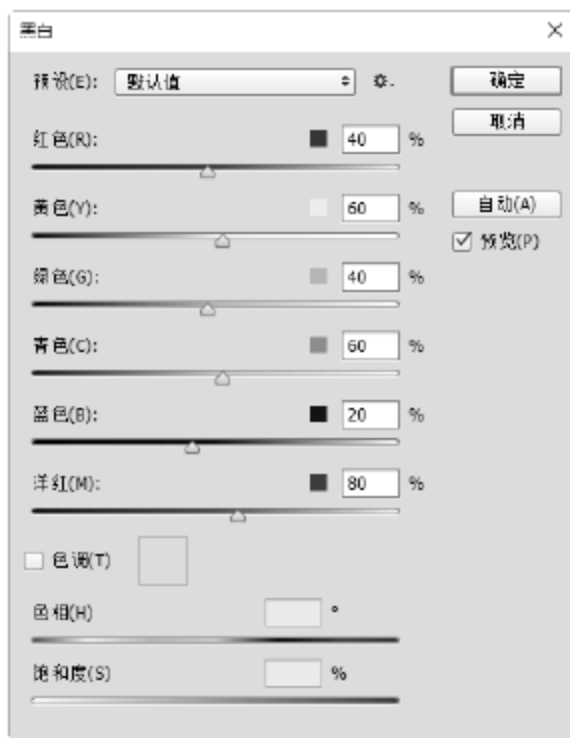 黑白
预设(E): 默认值
确定
取消
红色(R): 40 %
黄色(Y): 60 %
自动(A)
预览(P)
绿色(G): 40 %
青色(C): 60 %
蓝色(B): 20 %
洋红(M): 80 %
色调(T)
色相(H) °
饱和度(S) %